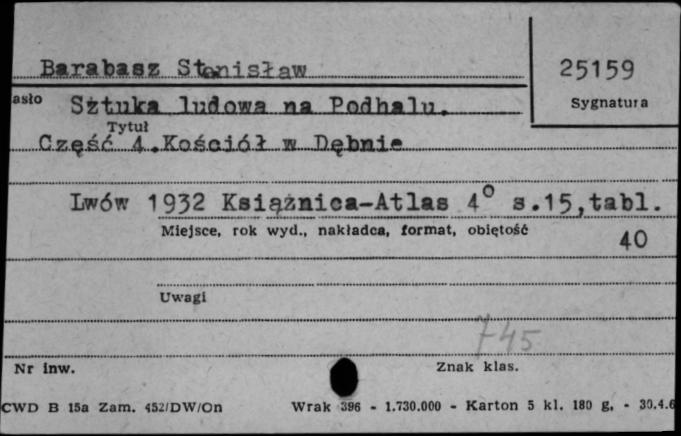 Barabasz Stanisław
25159
asło Sztuka ludowa na Podhalu.
Sygnatura
Tytuł
Część 4.Kościół w Dębnie
Lwów 1932 Książnica-Atlas 4° s.15,tabl.
Miejsce, rok wyd., nakładca, format, objętość
40
Uwagi
745
Nr inw.
Znak klas.
CWD B 15a Zam. 452/DW/On Wrak 396 - 1.730.000 - Karton 5 kl. 180 g. - 30.4.6